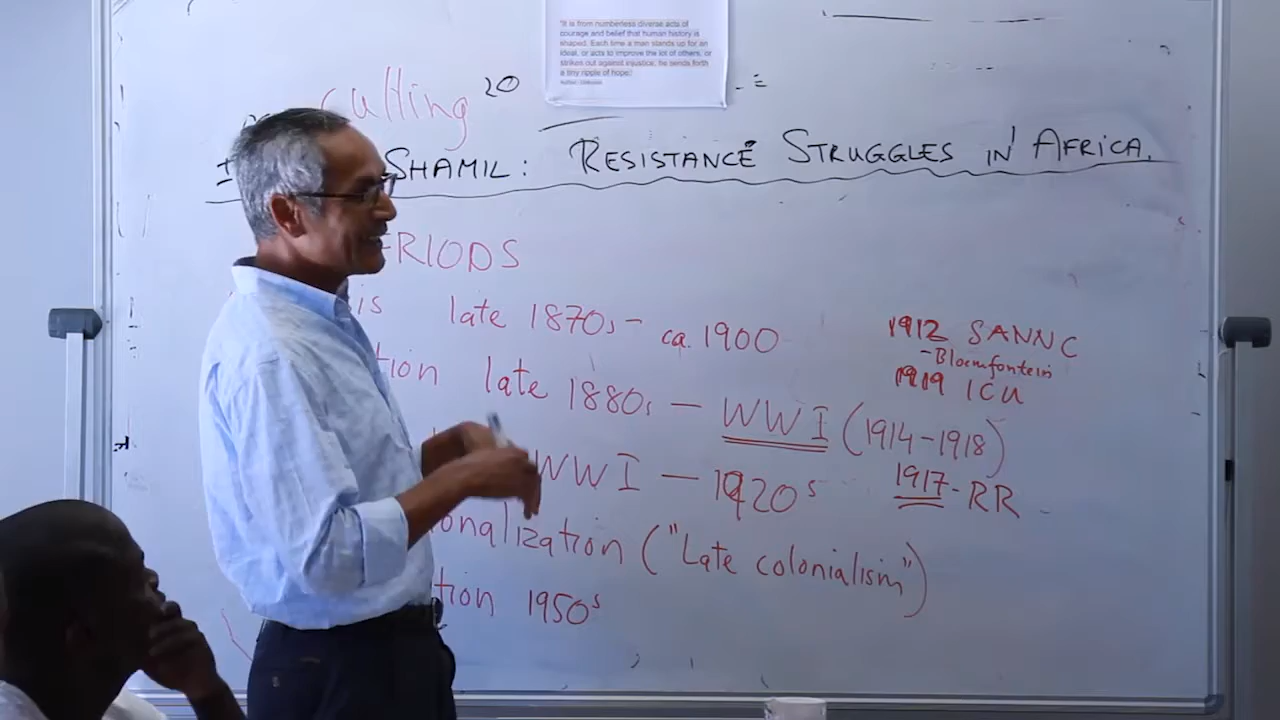 "It is from numberless diverse acts of
courage and belief that human history is
shaped. Each time a man stands up for an
ideal, or acts to improve the lot of others, or
strikes out against injustice, he sends forth
a tiny ripple of hope."
20
SHAMIL: RESISTANCE STRUGGLES IN AFRICA.
ERIODS
is late 1870s - ca. 1900
1912 SANNC
- Bloemfontein
1919 ICU
tion late 1880s — WWI (1914-1918)
WWI — 1920s
1917 - RR
onalization ("Late colonialism")
tion 1950s